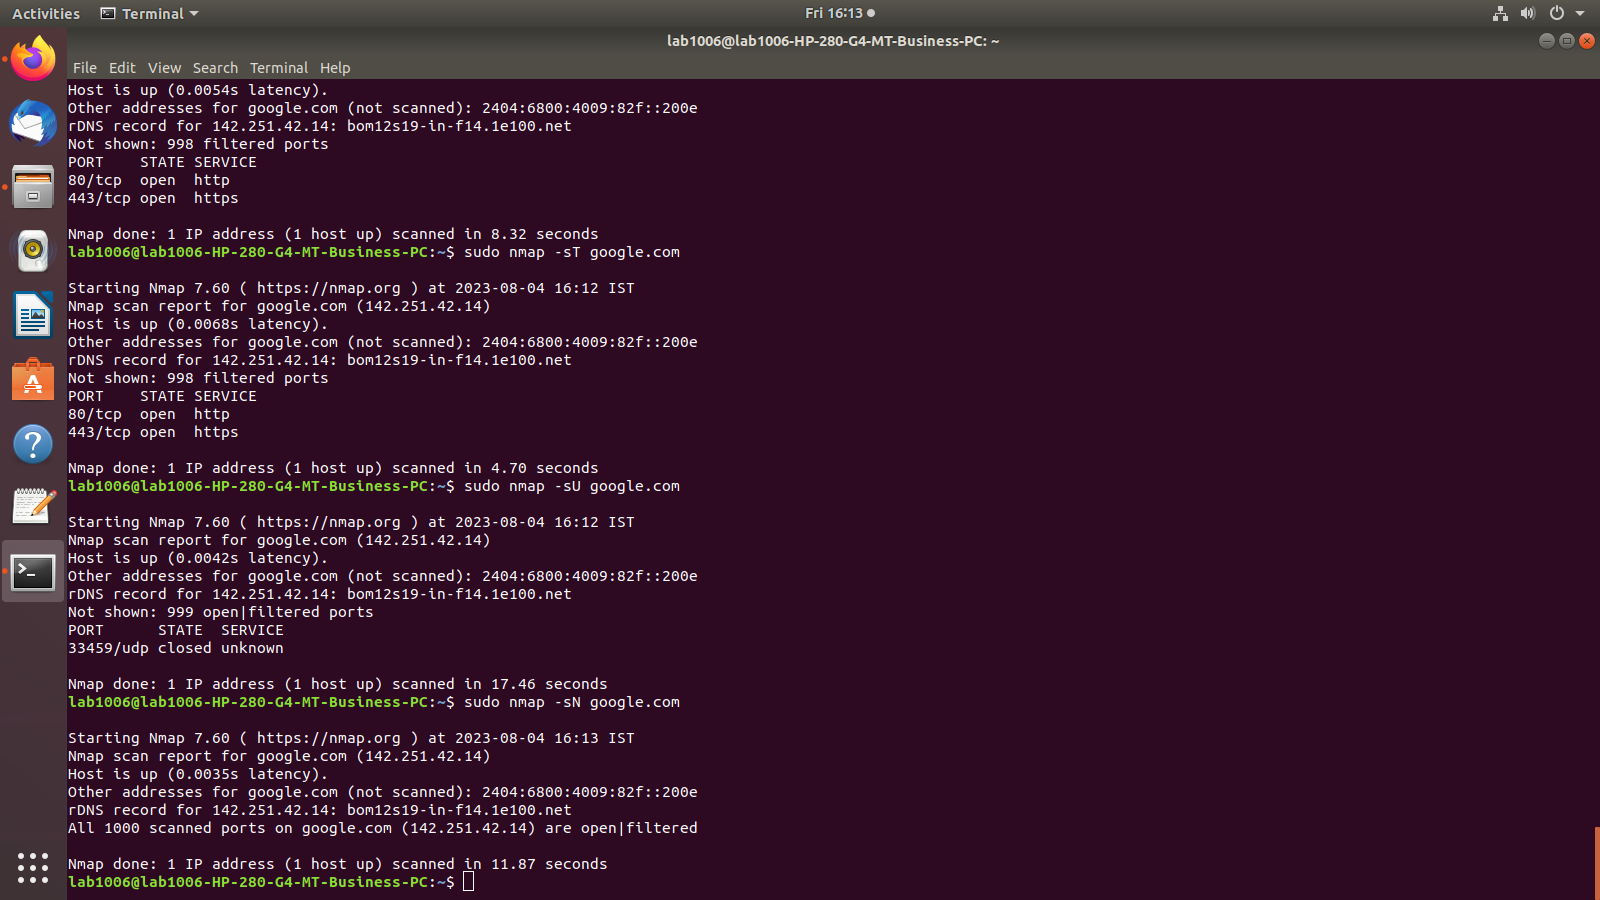 Activities
Terminal
Fri 16:13
lab1006@lab1006-HP-280-G4-MT-Business-PC: ~
File Edit View Search Terminal Help
Host is up (0.0054s latency).
Other addresses for google.com (not scanned): 2404:6800:4009:82f::200e
rDNS record for 142.251.42.14: bom12s19-in-f14.1e100.net
Not shown: 998 filtered ports
PORT    STATE SERVICE
80/tcp  open  http
443/tcp open  https

Nmap done: 1 IP address (1 host up) scanned in 8.32 seconds
lab1006@lab1006-HP-280-G4-MT-Business-PC:~$ sudo nmap -sT google.com

Starting Nmap 7.60 ( https://nmap.org ) at 2023-08-04 16:12 IST
Nmap scan report for google.com (142.251.42.14)
Host is up (0.0068s latency).
Other addresses for google.com (not scanned): 2404:6800:4009:82f::200e
rDNS record for 142.251.42.14: bom12s19-in-f14.1e100.net
Not shown: 998 filtered ports
PORT    STATE SERVICE
80/tcp  open  http
443/tcp open  https

Nmap done: 1 IP address (1 host up) scanned in 4.70 seconds
lab1006@lab1006-HP-280-G4-MT-Business-PC:~$ sudo nmap -sU google.com

Starting Nmap 7.60 ( https://nmap.org ) at 2023-08-04 16:12 IST
Nmap scan report for google.com (142.251.42.14)
Host is up (0.0042s latency).
Other addresses for google.com (not scanned): 2404:6800:4009:82f::200e
rDNS record for 142.251.42.14: bom12s19-in-f14.1e100.net
Not shown: 999 open|filtered ports
PORT      STATE  SERVICE
33459/udp closed unknown

Nmap done: 1 IP address (1 host up) scanned in 17.46 seconds
lab1006@lab1006-HP-280-G4-MT-Business-PC:~$ sudo nmap -sN google.com

Starting Nmap 7.60 ( https://nmap.org ) at 2023-08-04 16:13 IST
Nmap scan report for google.com (142.251.42.14)
Host is up (0.0035s latency).
Other addresses for google.com (not scanned): 2404:6800:4009:82f::200e
rDNS record for 142.251.42.14: bom12s19-in-f14.1e100.net
All 1000 scanned ports on google.com (142.251.42.14) are open|filtered

Nmap done: 1 IP address (1 host up) scanned in 11.87 seconds
lab1006@lab1006-HP-280-G4-MT-Business-PC:~$